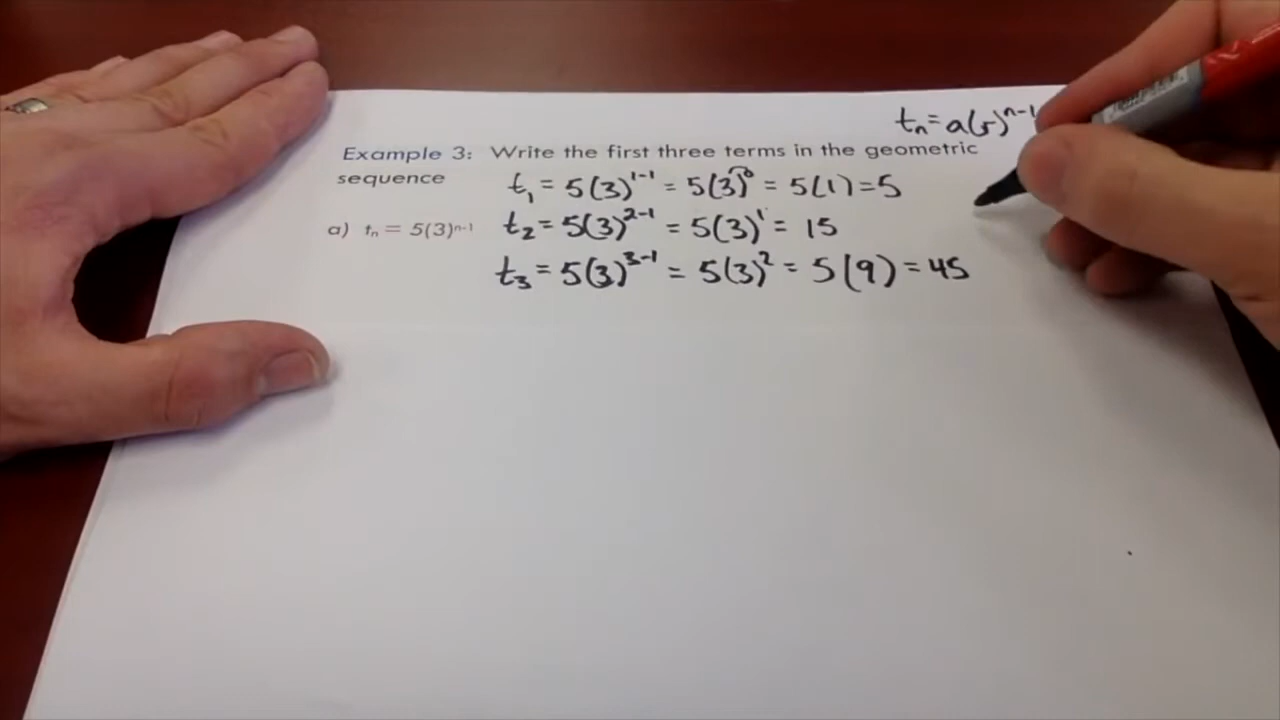 tₙ = a(r)ⁿ⁻¹
Example 3: Write the first three terms in the geometric
sequence
t₁ = 5(3)¹⁻¹ = 5(3)⁰ = 5(1) = 5
a) tₙ = 5(3)ⁿ⁻¹
t₂ = 5(3)²⁻¹ = 5(3)¹ = 15
t₃ = 5(3)³⁻¹ = 5(3)² = 5(9) = 45